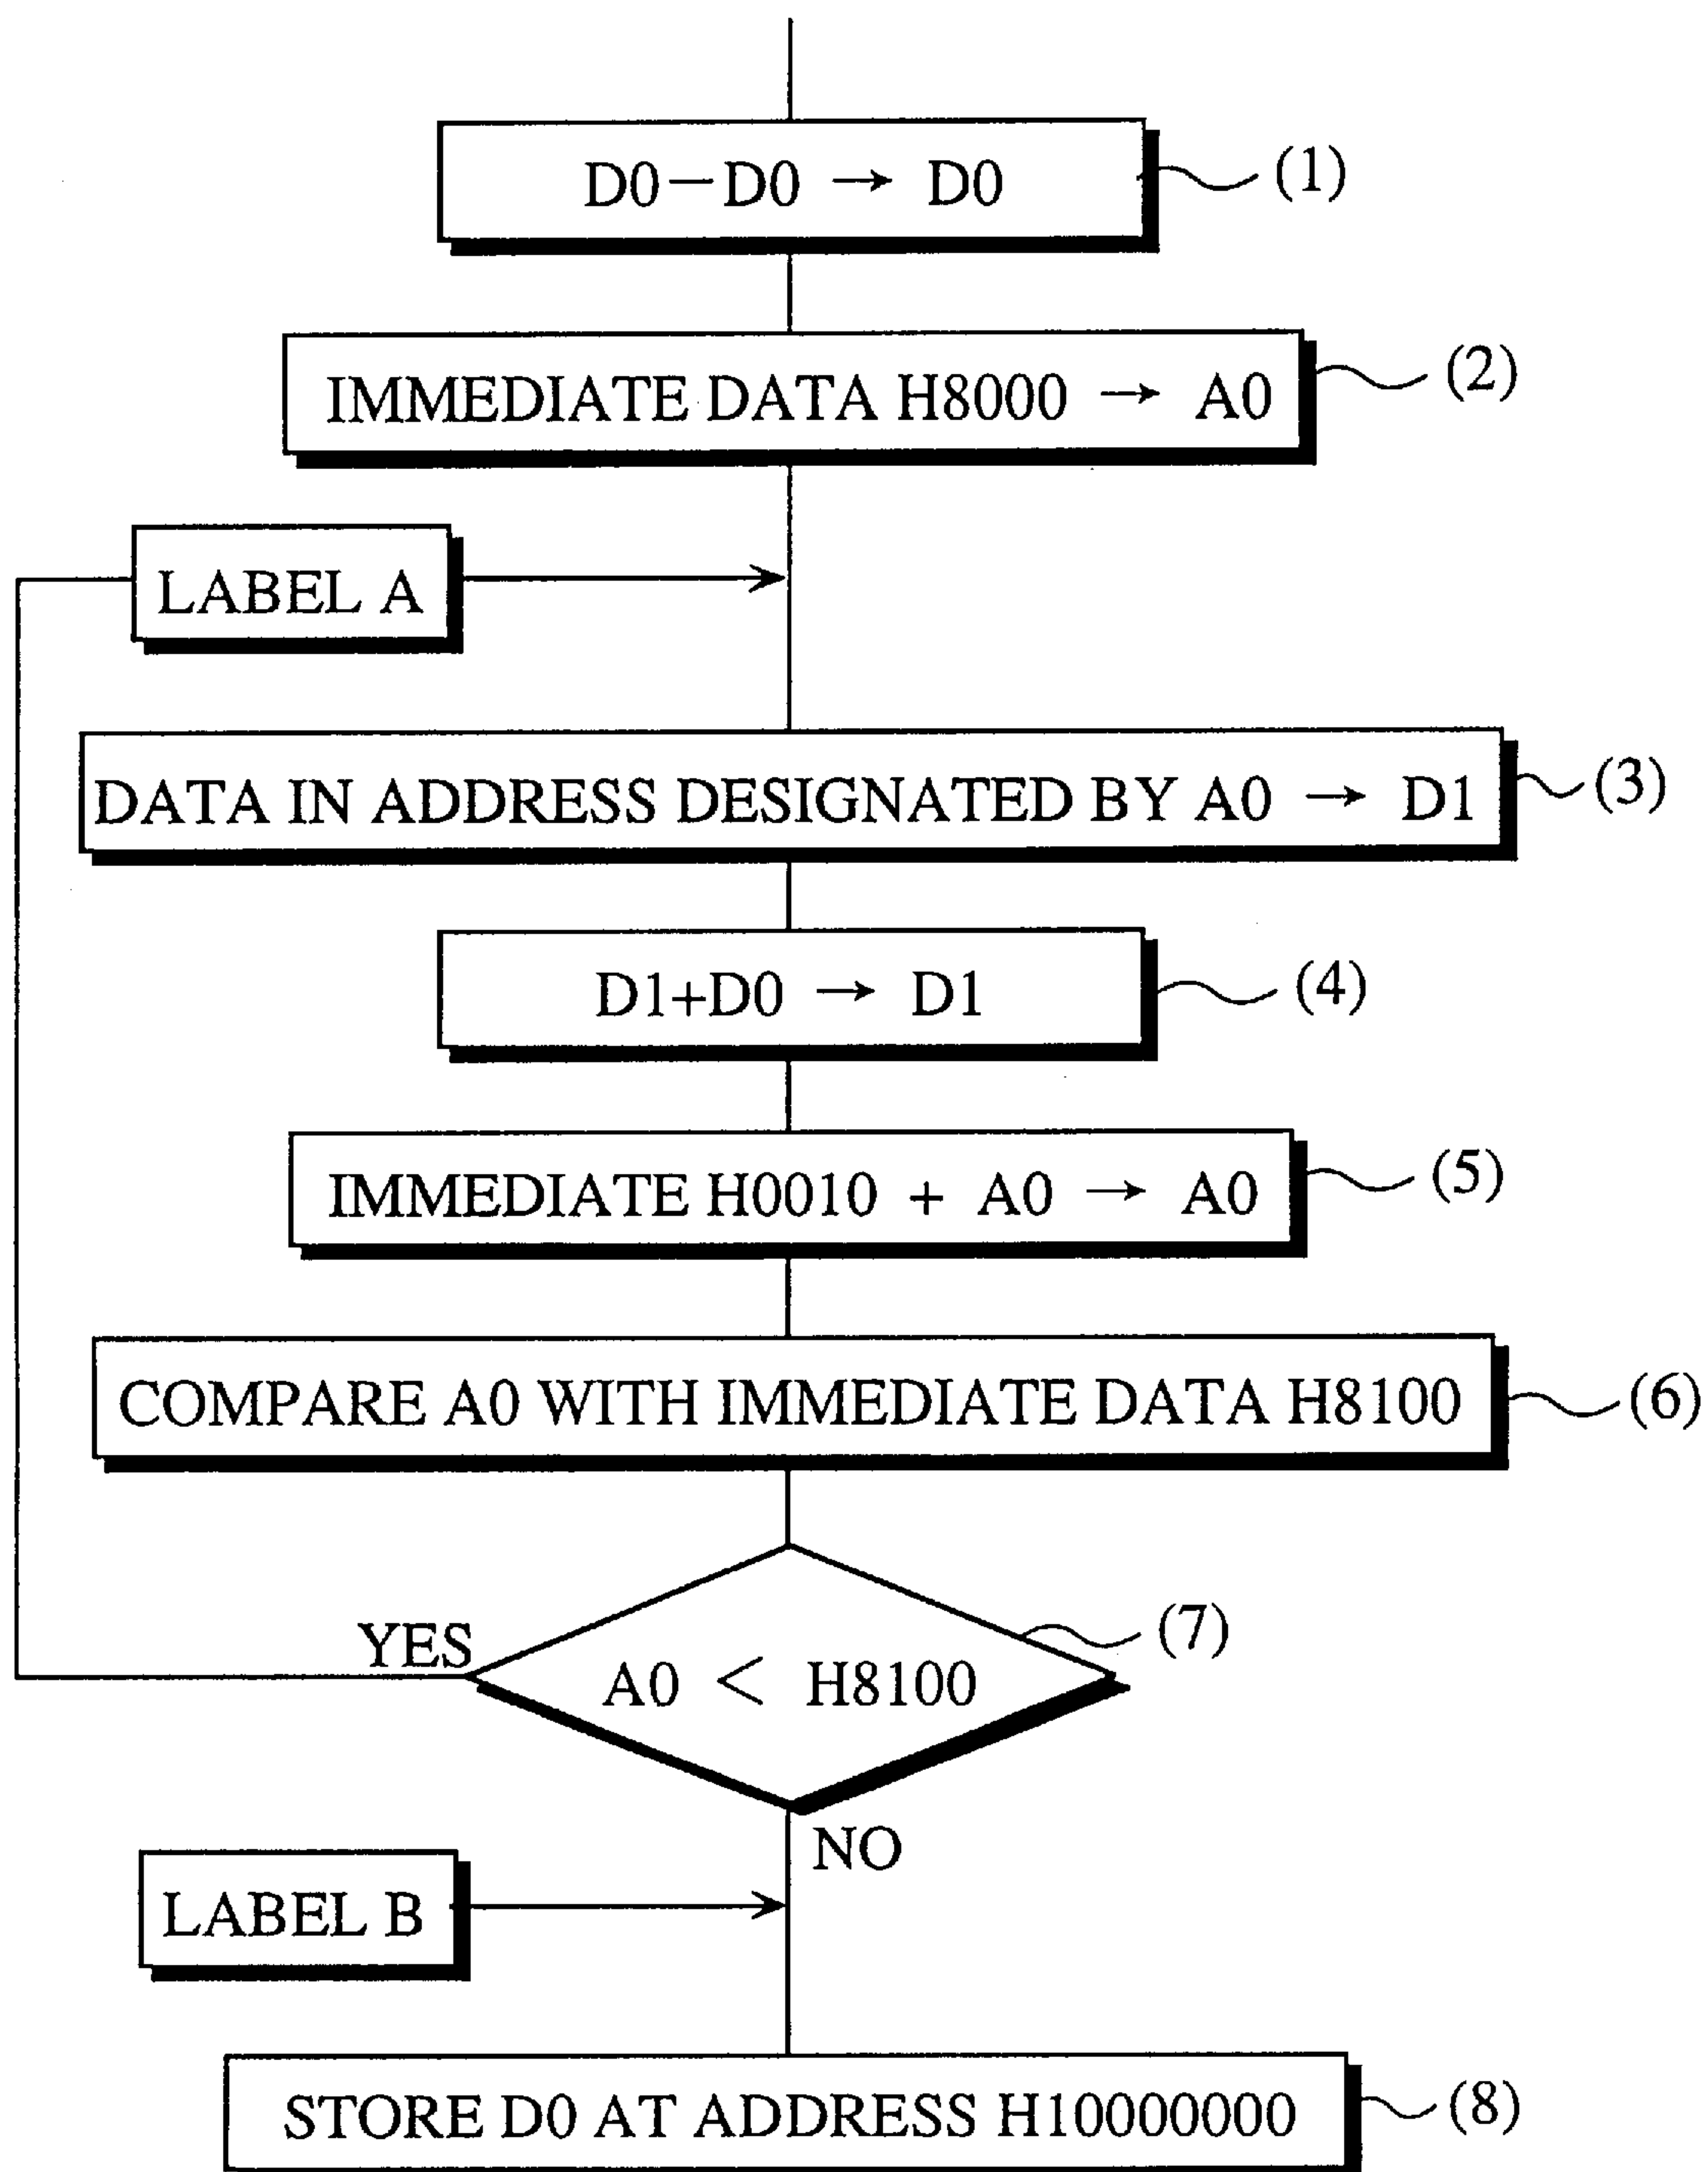 D0−D0 → D0
(1)
IMMEDIATE DATA H8000 → A0
(2)
LABEL A
DATA IN ADDRESS DESIGNATED BY A0 → D1
(3)
D1+D0 → D1
(4)
IMMEDIATE H0010 + A0 → A0
(5)
COMPARE A0 WITH IMMEDIATE DATA H8100
(6)
YES
A0 < H8100
(7)
NO
LABEL B
STORE D0 AT ADDRESS H10000000
(8)